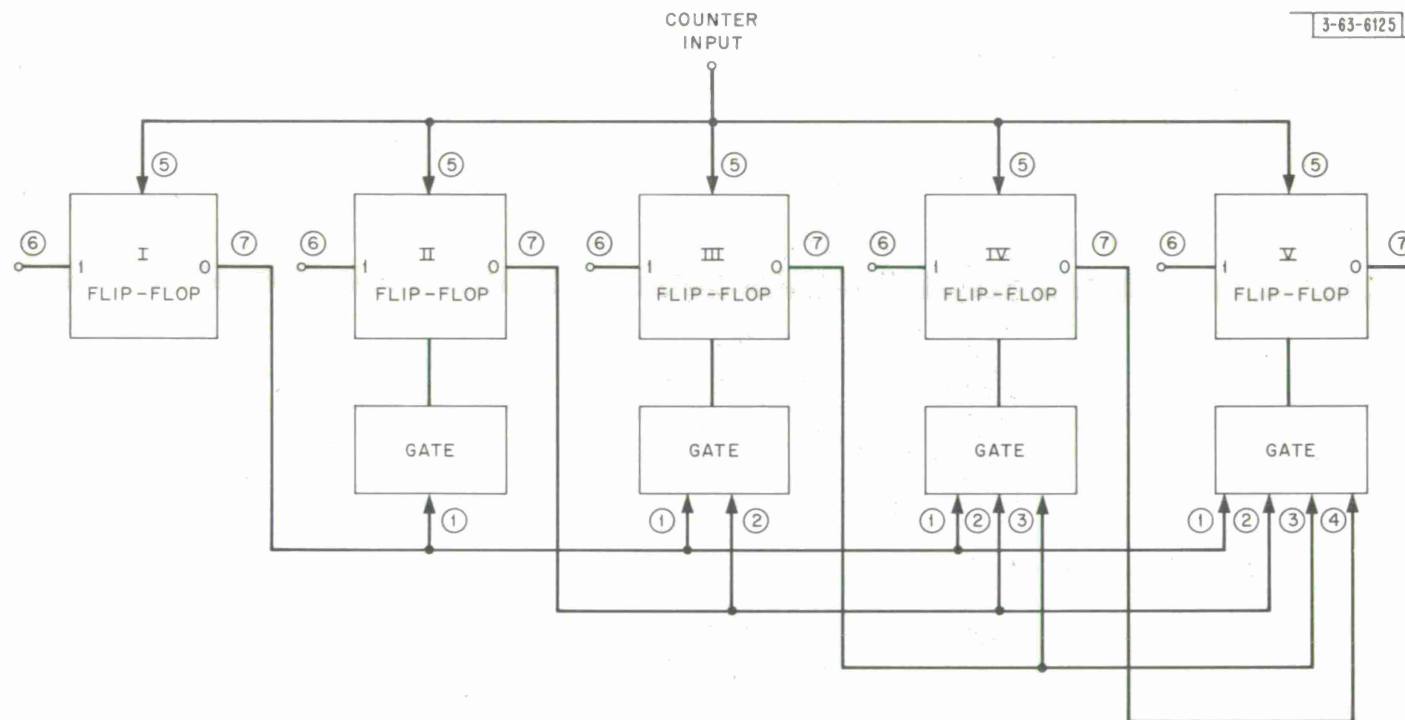 COUNTER
INPUT
3-63-6125
⑤ ⑤ ⑤ ⑤ ⑤
⑥ ⑦ ⑥ ⑦ ⑥ ⑦ ⑥ ⑦ ⑥ ⑦
I II III IV V
1 0 1 0 1 0 1 0 1 0
FLIP-FLOP FLIP-FLOP FLIP-FLOP FLIP-FLOP FLIP-FLOP
GATE GATE GATE GATE
① ① ② ① ② ③ ① ② ③ ④